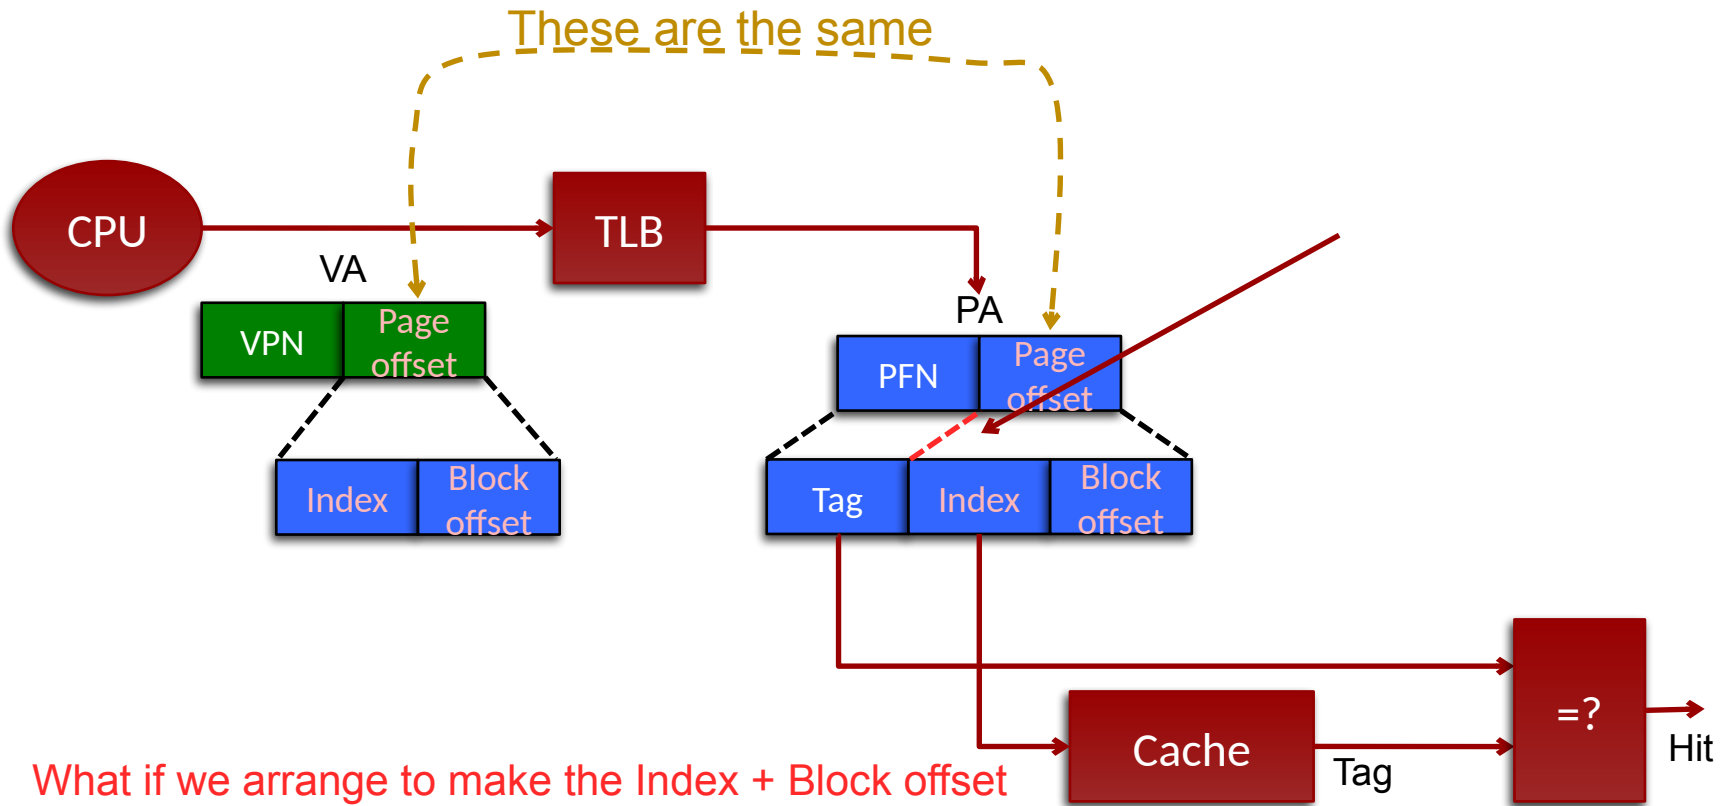 These are the same
CPU
TLB
VA
VPN
Page
offset
PA
PFN
Page
offset
Index
Block
offset
Tag
Index
Block
offset
=?
Hit
Cache
Tag
What if we arrange to make the Index + Block offset